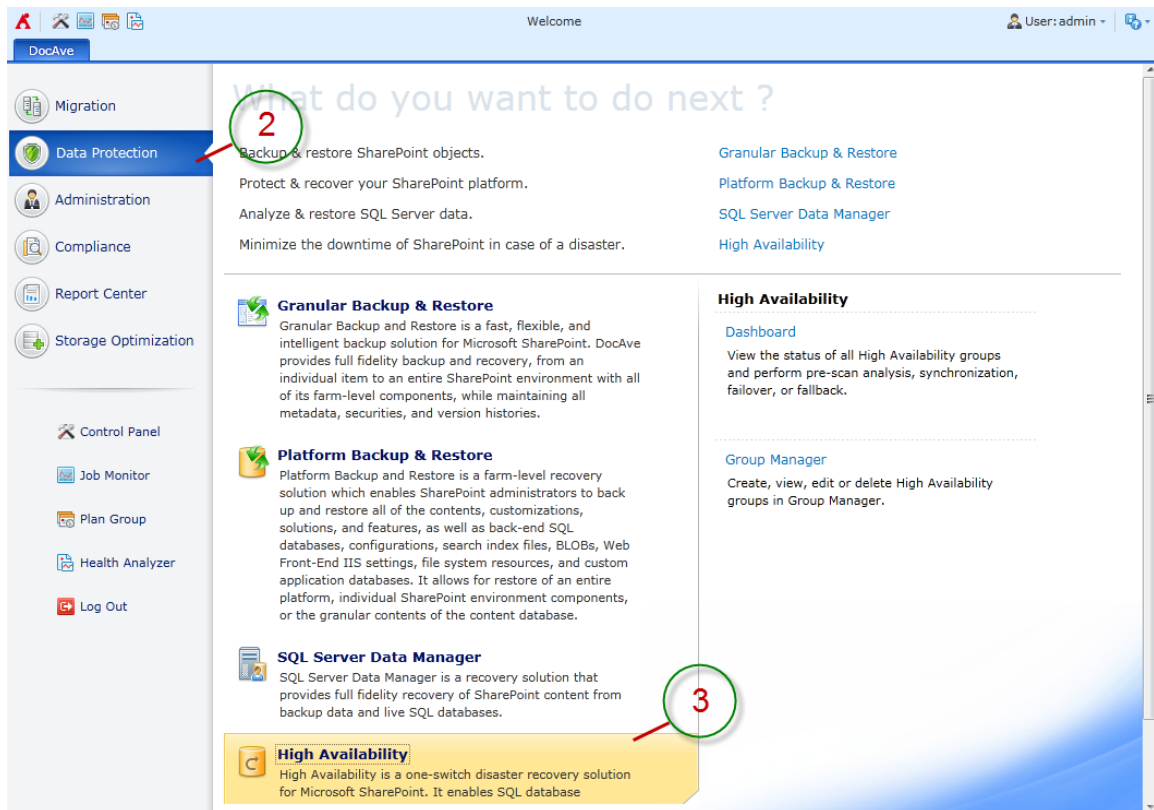 Welcome
User: admin
DocAve
Migration
Data Protection
Administration
Compliance
Report Center
Storage Optimization
Control Panel
Job Monitor
Plan Group
Health Analyzer
Log Out
What do you want to do next ?
2
Backup & restore SharePoint objects.
Granular Backup & Restore
Protect & recover your SharePoint platform.
Platform Backup & Restore
Analyze & restore SQL Server data.
SQL Server Data Manager
Minimize the downtime of SharePoint in case of a disaster.
High Availability
Granular Backup & Restore
Granular Backup and Restore is a fast, flexible, and
intelligent backup solution for Microsoft SharePoint. DocAve
provides full fidelity backup and recovery, from an
individual item to an entire SharePoint environment with all
of its farm-level components, while maintaining all
metadata, securities, and version histories.
Platform Backup & Restore
Platform Backup and Restore is a farm-level recovery
solution which enables SharePoint administrators to back
up and restore all of the contents, customizations,
solutions, and features, as well as back-end SQL
databases, configurations, search index files, BLOBs, Web
Front-End IIS settings, file system resources, and custom
application databases. It allows for restore of an entire
platform, individual SharePoint environment components,
or the granular contents of the content database.
SQL Server Data Manager
SQL Server Data Manager is a recovery solution that
provides full fidelity recovery of SharePoint content from
backup data and live SQL databases.
3
High Availability
High Availability is a one-switch disaster recovery solution
for Microsoft SharePoint. It enables SQL database
High Availability
Dashboard
View the status of all High Availability groups
and perform pre-scan analysis, synchronization,
failover, or fallback.
Group Manager
Create, view, edit or delete High Availability
groups in Group Manager.